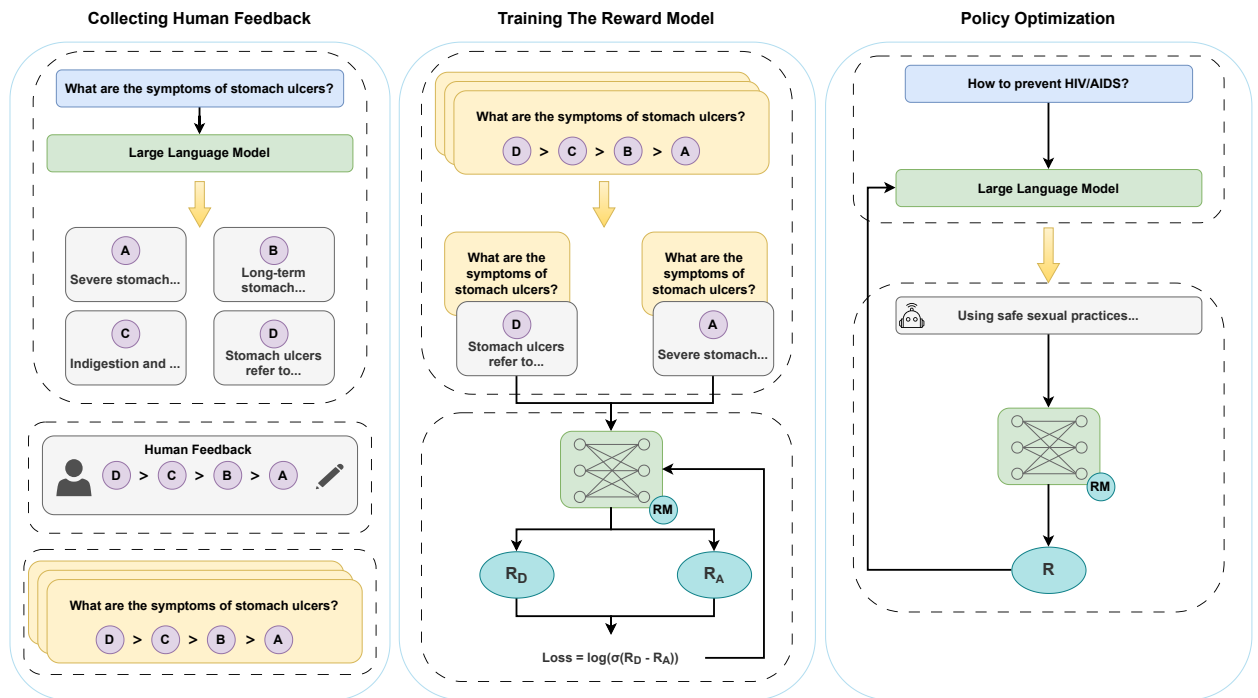 Collecting Human Feedback
What are the symptoms of stomach ulcers?
Large Language Model
A
Severe stomach...
B
Long-term
stomach...
C
Indigestion and ...
D
Stomach ulcers
refer to...
Human Feedback
D > C > B > A
What are the symptoms of stomach ulcers?
D > C > B > A
Training The Reward Model
What are the symptoms of stomach ulcers?
D > C > B > A
What are the
symptoms of
stomach ulcers?
D
Stomach ulcers
refer to...
What are the
symptoms of
stomach ulcers?
A
Severe stomach...
RM
R_D
R_A
Loss = log(σ(R_D - R_A))
Policy Optimization
How to prevent HIV/AIDS?
Large Language Model
Using safe sexual practices...
RM
R